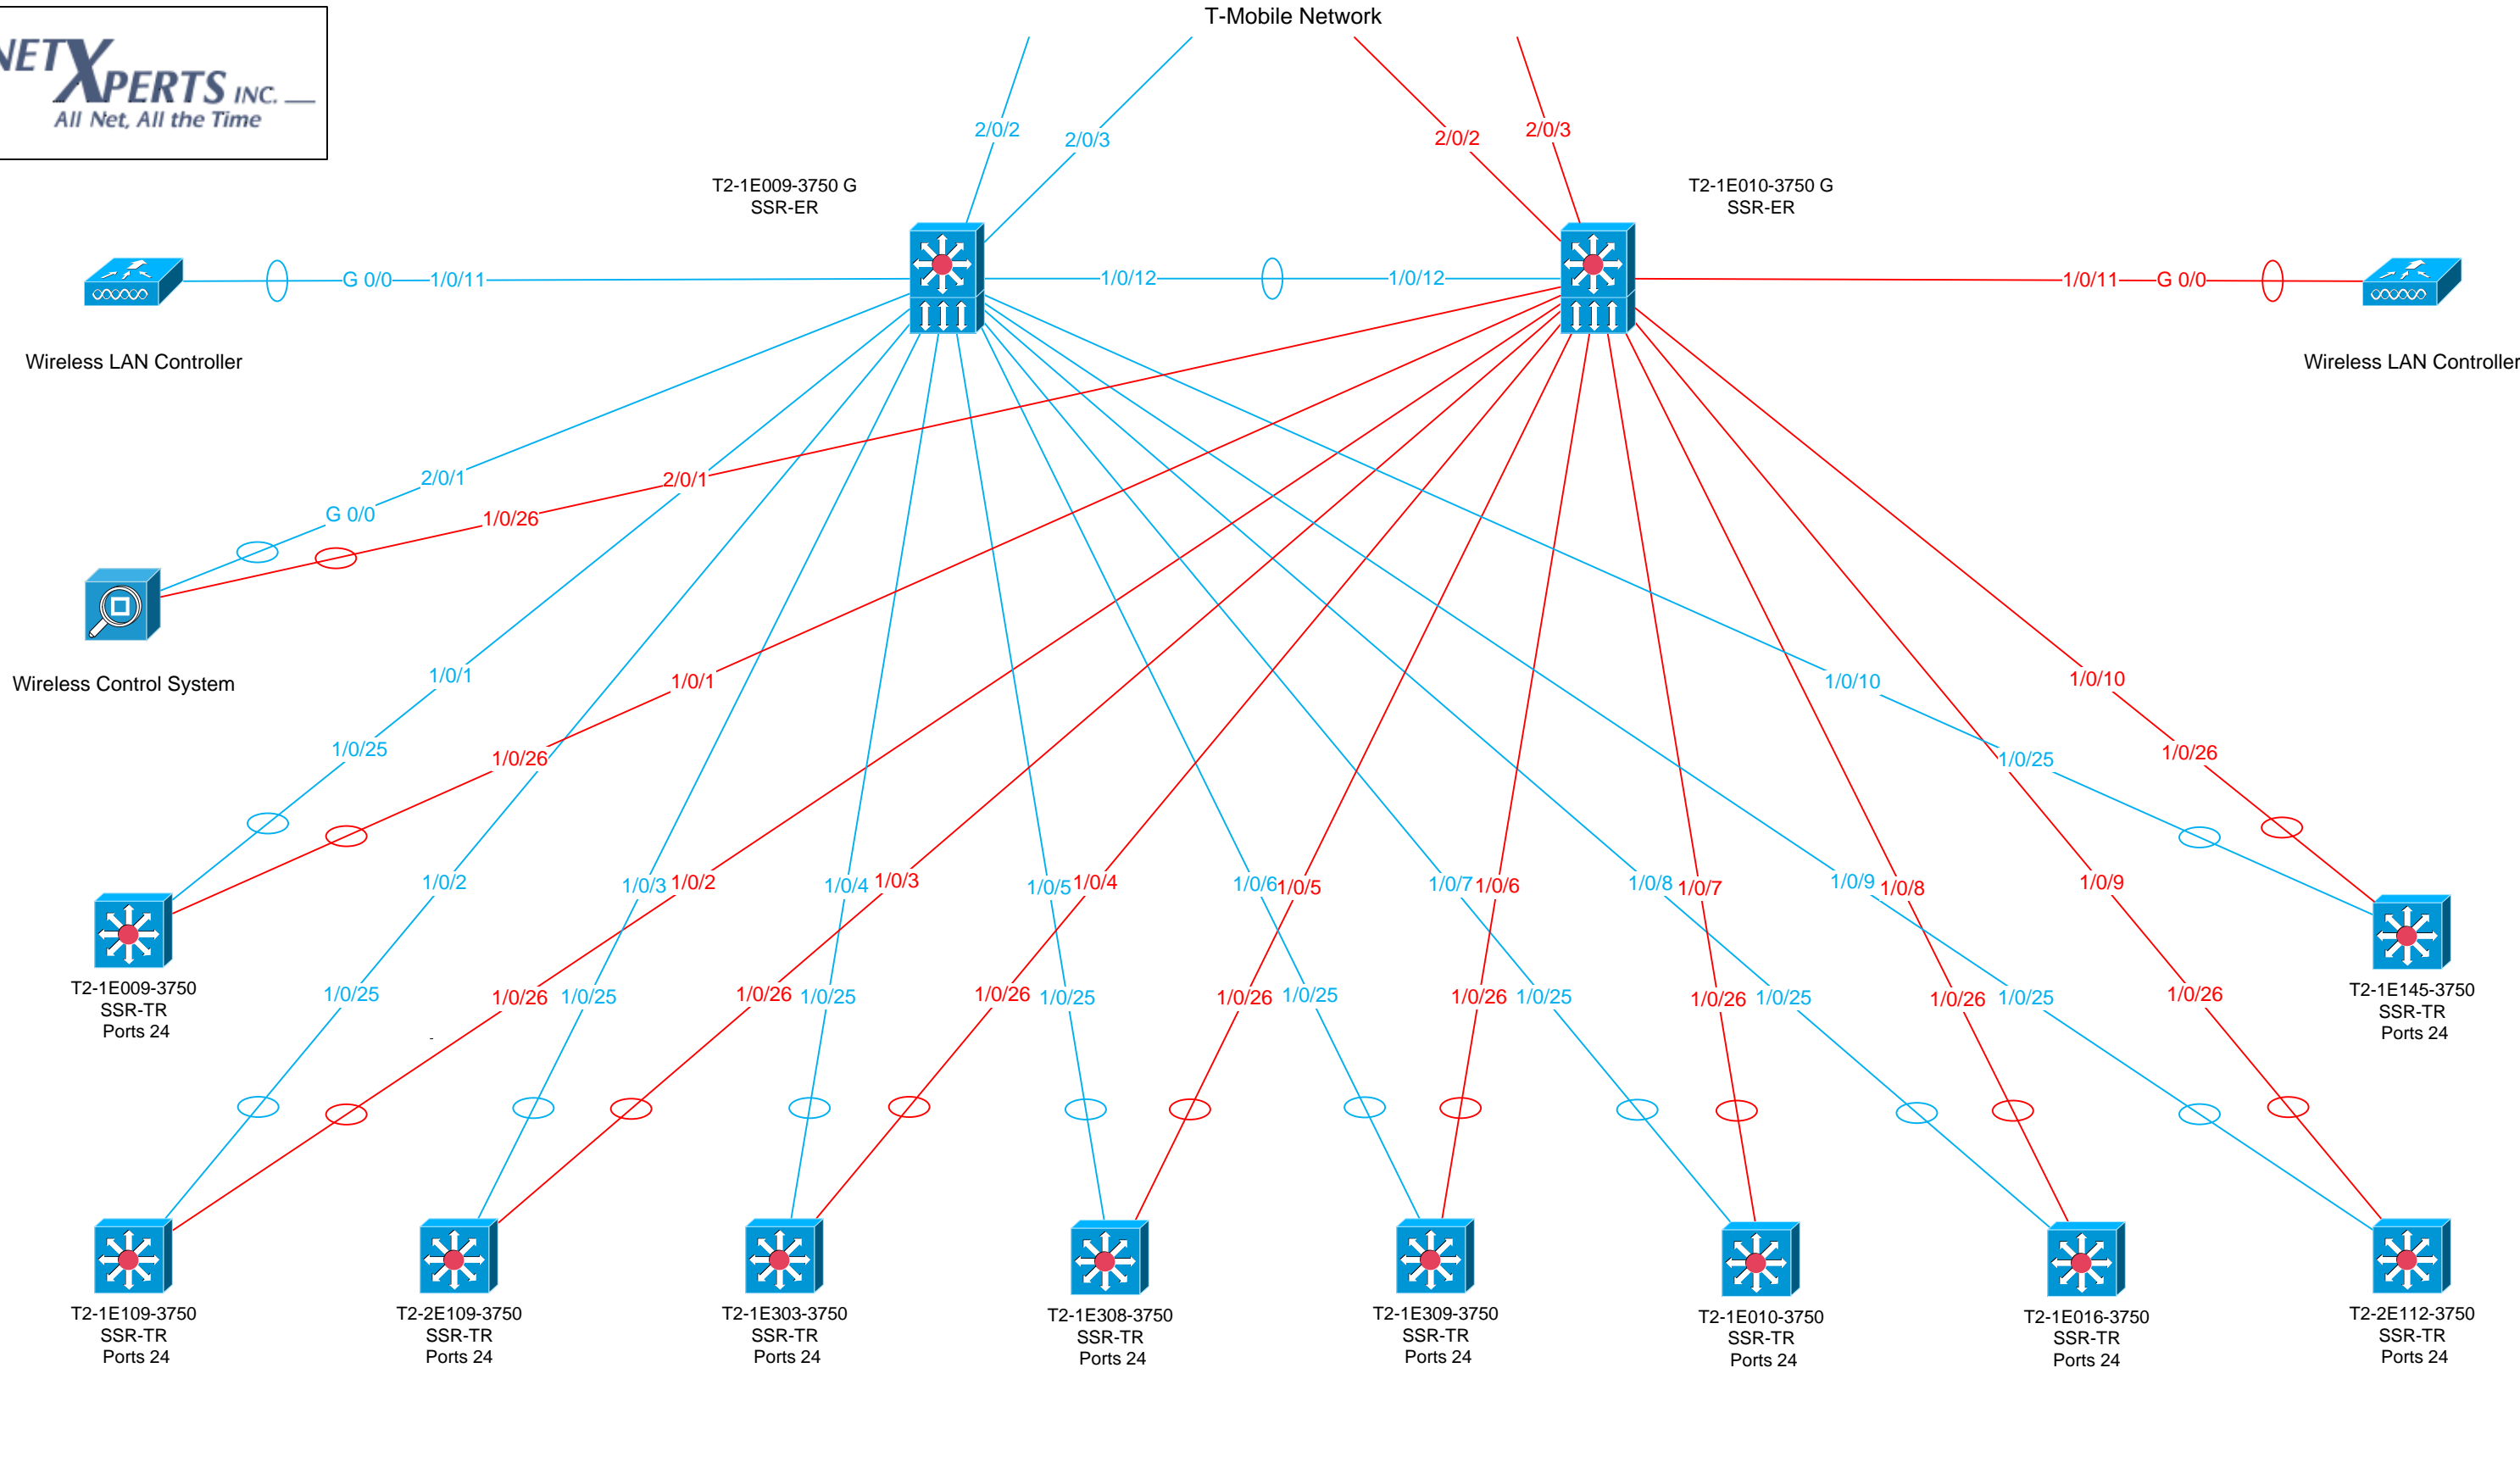 T-Mobile Network
NETXPERTS INC.
All Net, All the Time
2/0/2
2/0/3
2/0/2
2/0/3
T2-1E009-3750 G
SSR-ER
T2-1E010-3750 G
SSR-ER
G 0/0
1/0/11
1/0/12
1/0/12
1/0/11
G 0/0
Wireless LAN Controller
Wireless LAN Controller
2/0/1
2/0/1
G 0/0
1/0/26
Wireless Control System
1/0/1
1/0/1
1/0/10
1/0/10
1/0/25
1/0/26
1/0/25
1/0/26
1/0/2
1/0/3
1/0/2
1/0/4
1/0/3
1/0/5
1/0/4
1/0/6
1/0/5
1/0/7
1/0/6
1/0/8
1/0/7
1/0/9
1/0/8
1/0/9
T2-1E009-3750
SSR-TR
Ports 24
T2-1E145-3750
SSR-TR
Ports 24
1/0/25
1/0/26
1/0/25
1/0/26
1/0/25
1/0/26
1/0/25
1/0/26
1/0/25
1/0/26
1/0/25
1/0/26
1/0/25
1/0/26
1/0/25
1/0/26
-
T2-1E109-3750
SSR-TR
Ports 24
T2-2E109-3750
SSR-TR
Ports 24
T2-1E303-3750
SSR-TR
Ports 24
T2-1E308-3750
SSR-TR
Ports 24
T2-1E309-3750
SSR-TR
Ports 24
T2-1E010-3750
SSR-TR
Ports 24
T2-1E016-3750
SSR-TR
Ports 24
T2-2E112-3750
SSR-TR
Ports 24